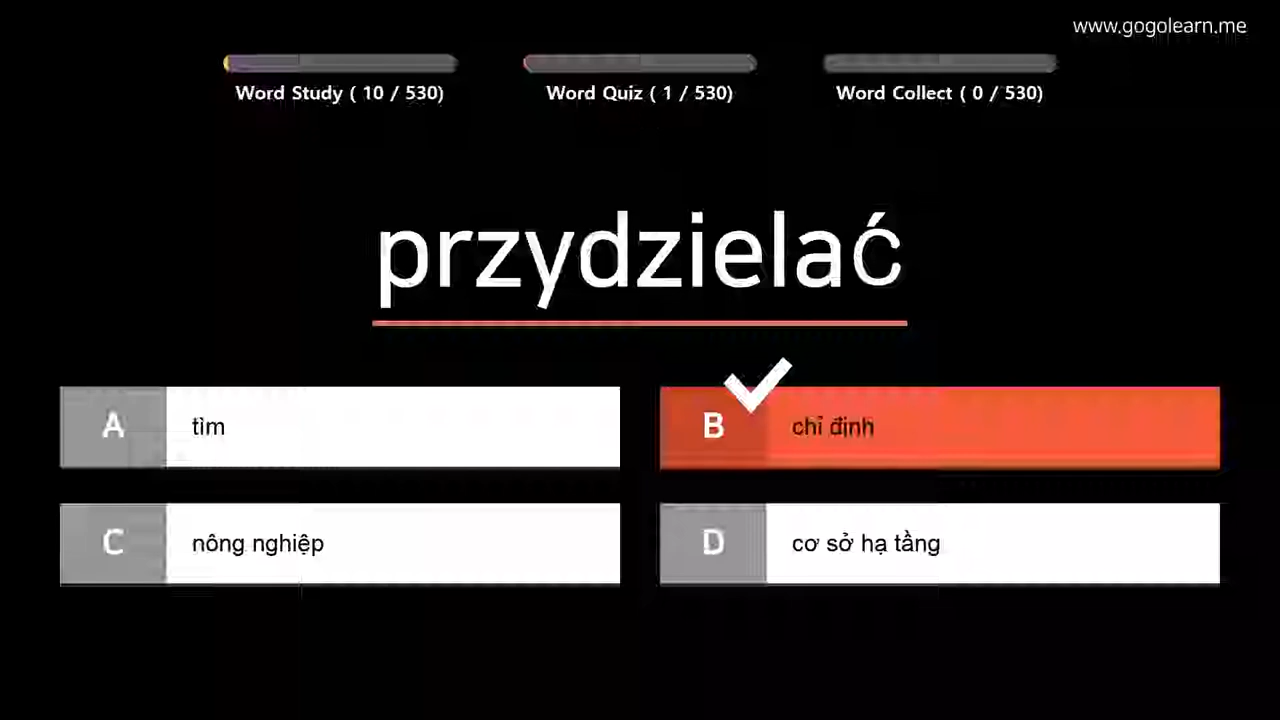 www.gogolearn.me
Word Study ( 10 / 530)
Word Quiz ( 1 / 530)
Word Collect ( 0 / 530)
przydzielać
A tìm
B chỉ định
C nông nghiệp
D cơ sở hạ tầng